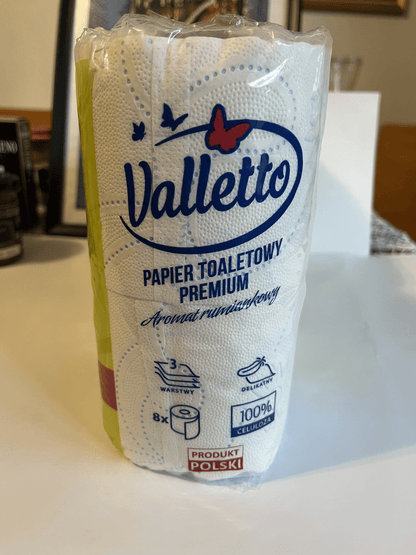 Valletto
PAPIER TOALETOWY
PREMIUM
Aromat rumiankowy
3
WARSTWY
DELIKATNY
8x
100%
CELULOZA
PRODUKT
POLSKI